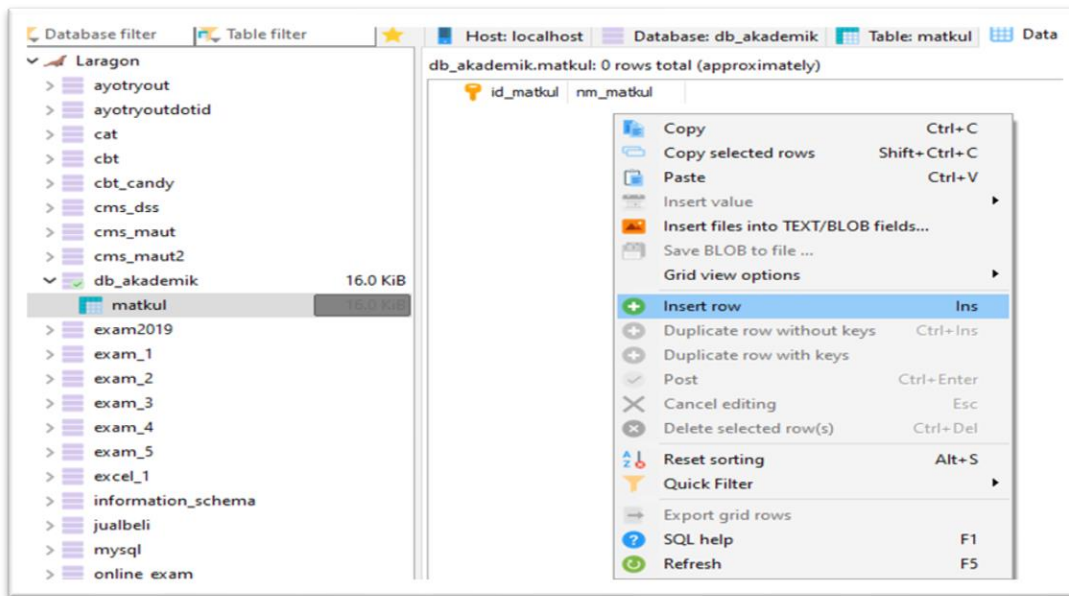 Database filter Table filter
Laragon
ayotryout
ayotryoutdotid
cat
cbt
cbt_candy
cms_dss
cms_maut
cms_maut2
db_akademik 16.0 KiB
matkul 16.0 KiB
exam2019
exam_1
exam_2
exam_3
exam_4
exam_5
excel_1
information_schema
jualbeli
mysql
online_exam
Host: localhost Database: db_akademik Table: matkul Data
db_akademik.matkul: 0 rows total (approximately)
id_matkul nm_matkul
Copy Ctrl+C
Copy selected rows Shift+Ctrl+C
Paste Ctrl+V
Insert value
Insert files into TEXT/BLOB fields...
Save BLOB to file ...
Grid view options
Insert row Ins
Duplicate row without keys Ctrl+Ins
Duplicate row with keys
Post Ctrl+Enter
Cancel editing Esc
Delete selected row(s) Ctrl+Del
Reset sorting Alt+S
Quick Filter
Export grid rows
SQL help F1
Refresh F5